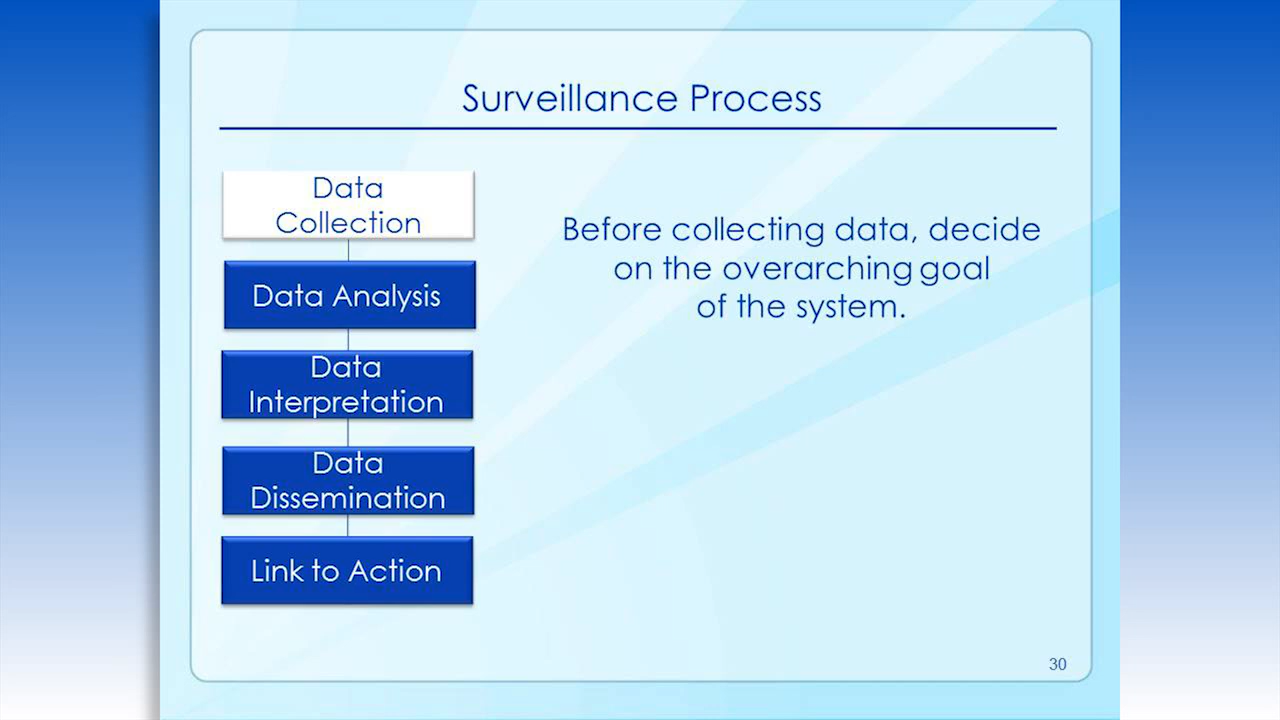 Surveillance Process
Data
Collection
Data Analysis
Data
Interpretation
Data
Dissemination
Link to Action
Before collecting data, decide
on the overarching goal
of the system.
30